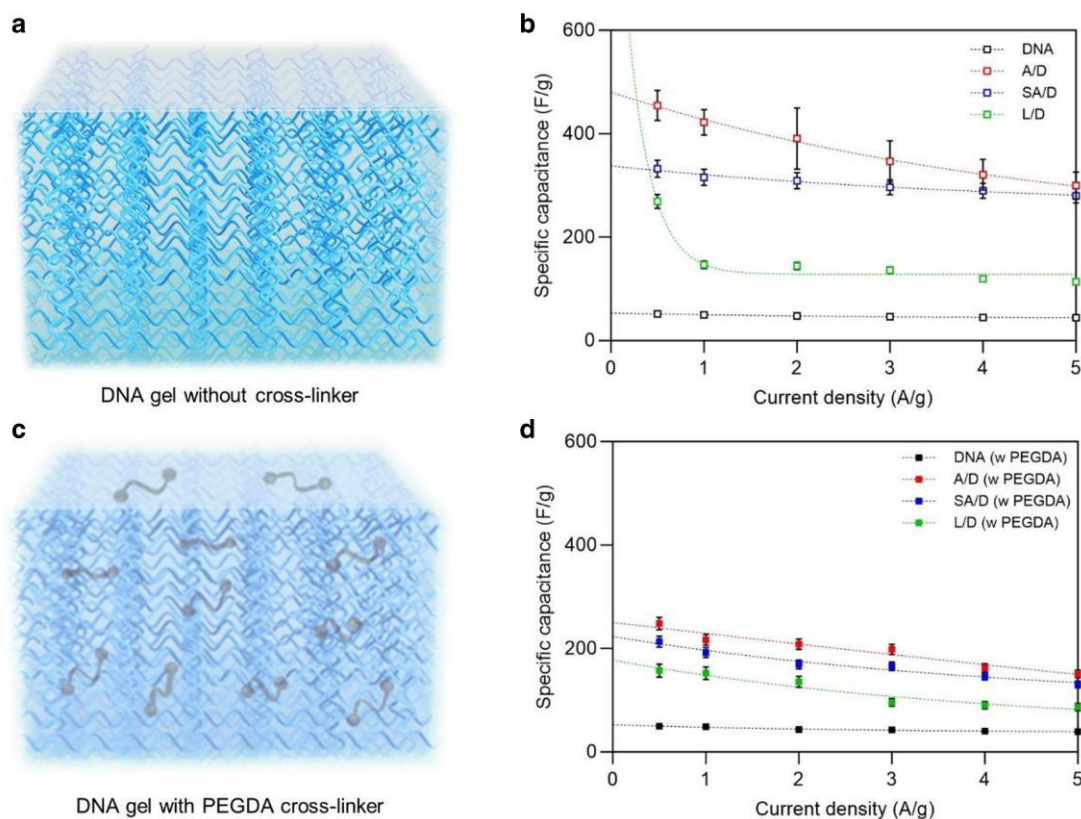 a
DNA gel without cross-linker
b
600
400
200
0
Specific capacitance (F/g)
0 1 2 3 4 5
Current density (A/g)
DNA
A/D
SA/D
L/D
c
DNA gel with PEGDA cross-linker
d
600
400
200
0
Specific capacitance (F/g)
0 1 2 3 4 5
Current density (A/g)
DNA (w PEGDA)
A/D (w PEGDA)
SA/D (w PEGDA)
L/D (w PEGDA)